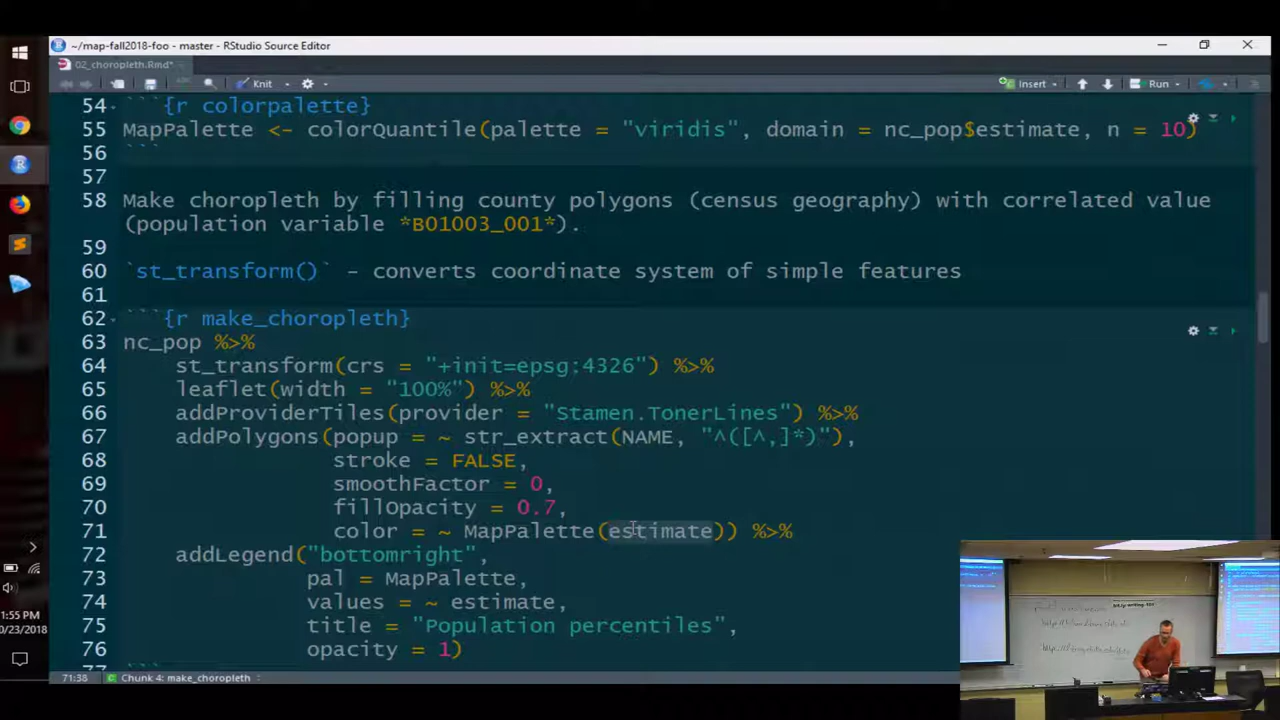 ~/map-fall2018-foo - master - RStudio Source Editor
02_choropleth.Rmd*
Knit
Insert
Run
54 ```{r colorpalette}
55 MapPalette <- colorQuantile(palette = "viridis", domain = nc_pop$estimate, n = 10)
56 ```
57
58 Make choropleth by filling county polygons (census geography) with correlated value
(population variable *B01003_001*).
59
60 `st_transform()` - converts coordinate system of simple features
61
62 ```{r make_choropleth}
63 nc_pop %>%
64 st_transform(crs = "+init=epsg:4326") %>%
65 leaflet(width = "100%") %>%
66 addProviderTiles(provider = "Stamen.TonerLines") %>%
67 addPolygons(popup = ~ str_extract(NAME, "^([^,]*)"),
68 stroke = FALSE,
69 smoothFactor = 0,
70 fillOpacity = 0.7,
71 color = ~ MapPalette(estimate)) %>%
72 addLegend("bottomright",
73 pal = MapPalette,
74 values = ~ estimate,
75 title = "Population percentiles",
76 opacity = 1)
77 ```
71:38 Chunk 4: make_choropleth
1:55 PM
0/23/2018